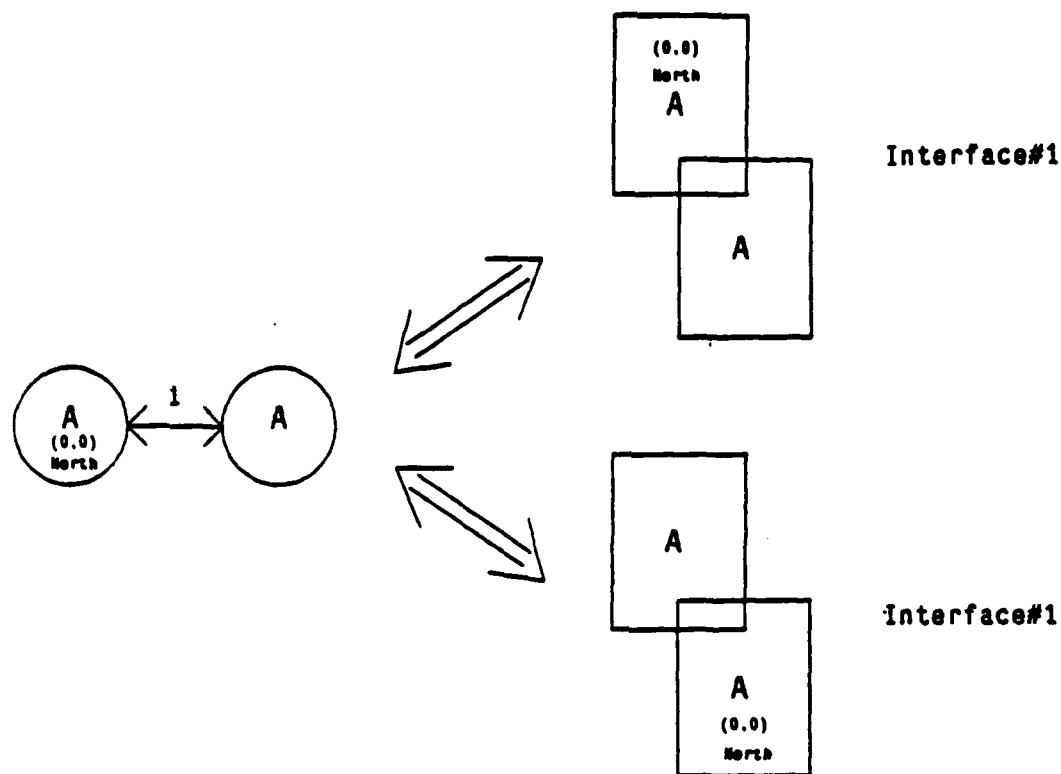 (0.0)
North
A
Interface#1
A
A
(0.0)
North
1
A
A
Interface#1
A
(0.0)
North